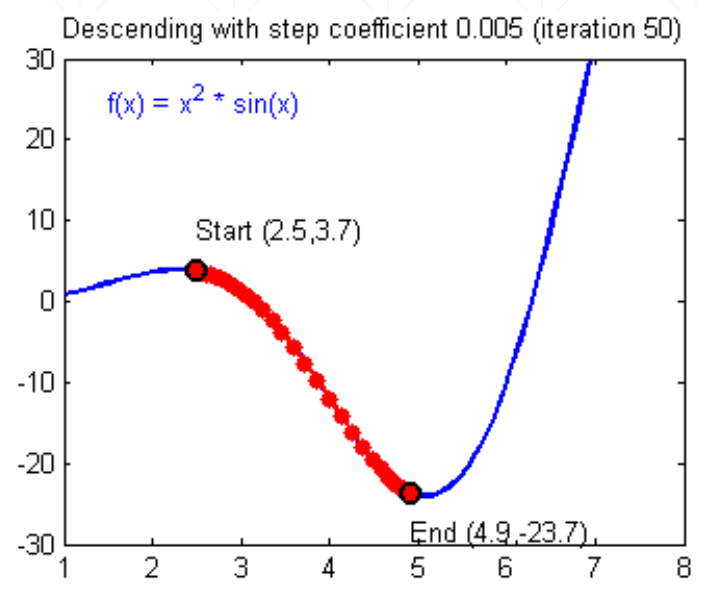 Descending with step coefficient 0.005 (iteration 50)
30
f(x) = x² * sin(x)
20
10
Start (2.5,3.7)
0
-10
-20
End (4.9,-23.7)
-30
1 2 3 4 5 6 7 8